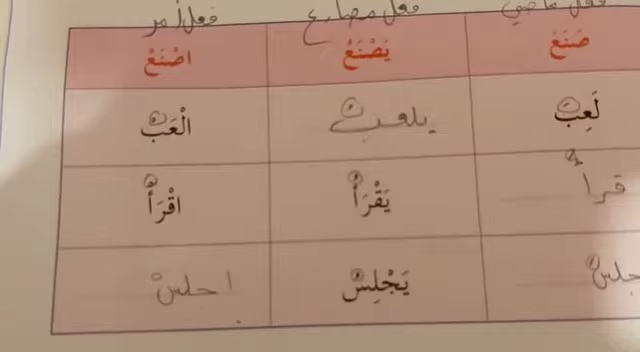 فعل ماضي فعل مضارع فعل أمر
صَنَعَ يَصْنَعُ اصْنَعْ
لَعِبَ يلعب الْعَبْ
قرأ يَقْرَأُ اقْرَأْ
جلس يَجْلِسُ اجلس